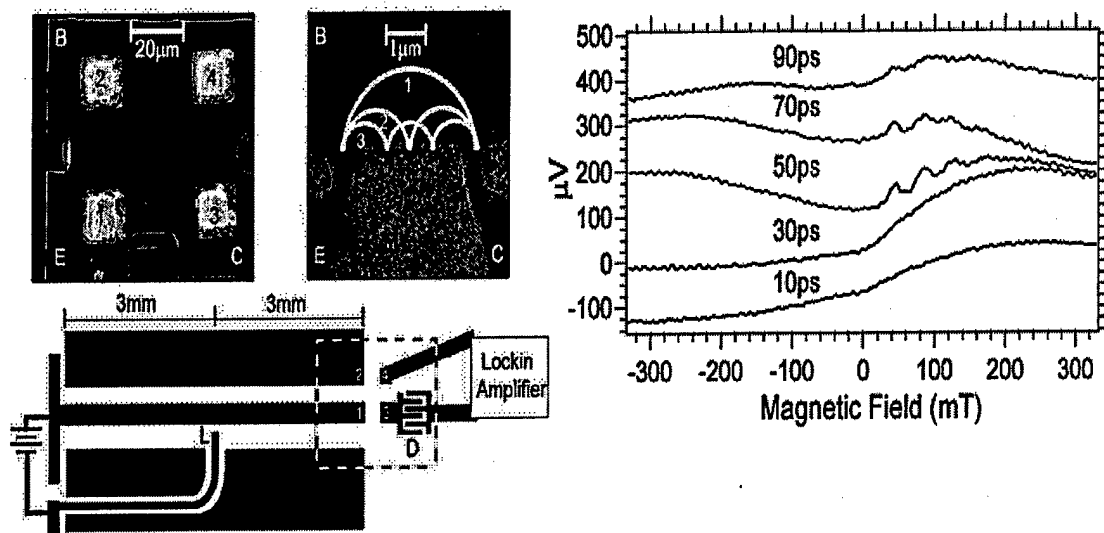 B
20μm
2
4
1
3
E
C
B
1μm
1
2
3
E
C
3mm
3mm
2
1
L
D
Lockin
Amplifier
500
400
300
200
100
0
-100
μV
90ps
70ps
50ps
30ps
10ps
-300
-200
-100
0
100
200
300
Magnetic Field (mT)